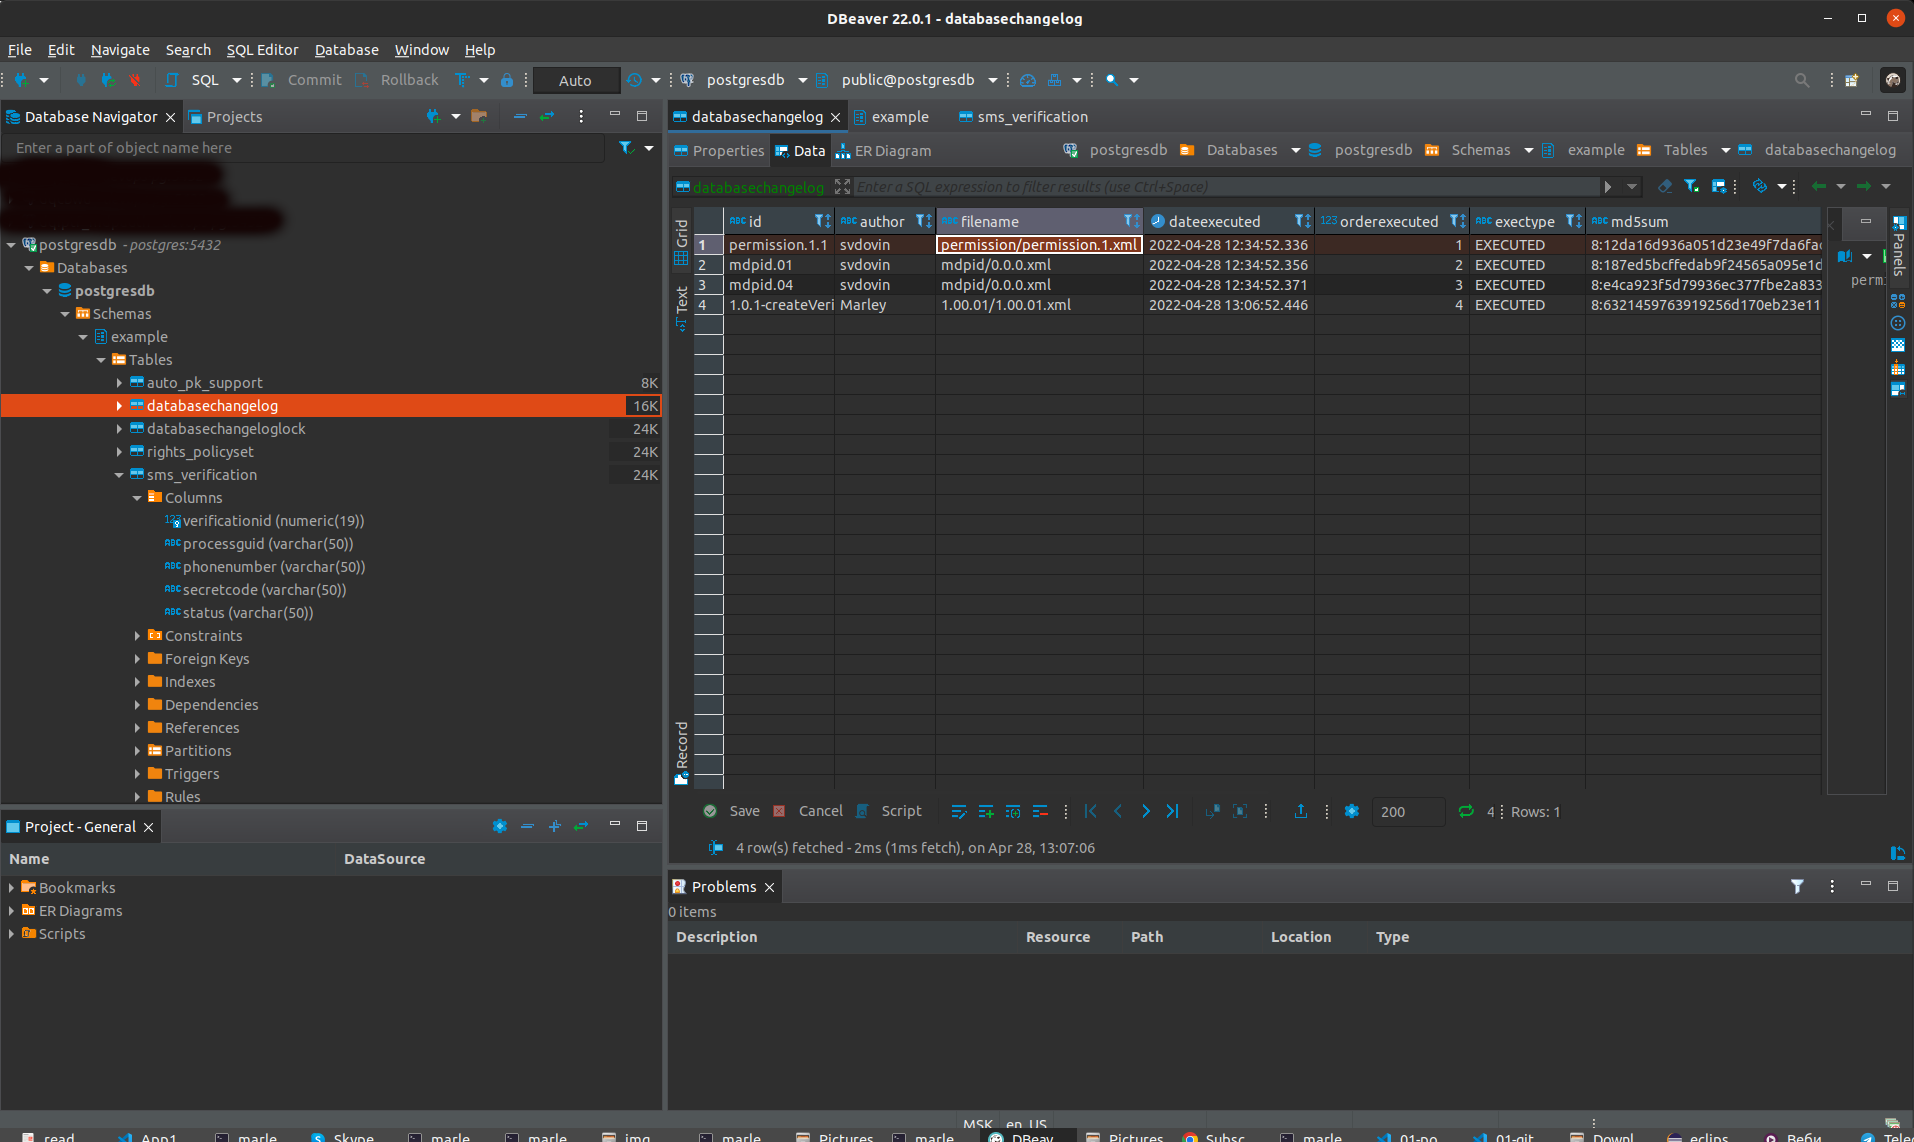 DBeaver 22.0.1 - databasechangelog
File Edit Navigate Search SQL Editor Database Window Help
SQL Commit Rollback Auto postgresdb public@postgresdb
Database Navigator Projects
Enter a part of object name here
postgresdb - postgres:5432
Databases
postgresdb
Schemas
example
Tables
auto_pk_support 8K
databasechangelog 16K
databasechangeloglock 24K
rights_policyset 24K
sms_verification 24K
Columns
verificationid (numeric(19))
processguid (varchar(50))
phonenumber (varchar(50))
secretcode (varchar(50))
status (varchar(50))
Constraints
Foreign Keys
Indexes
Dependencies
References
Partitions
Triggers
Rules
Project - General
Name DataSource
Bookmarks
ER Diagrams
Scripts
databasechangelog example sms_verification
Properties Data ER Diagram postgresdb Databases postgresdb Schemas example Tables databasechangelog
databasechangelog Enter a SQL expression to filter results (use Ctrl+Space)
Grid
Text
Record
id author filename dateexecuted orderexecuted exectype md5sum
1 permission.1.1 svdovin permission/permission.1.xml 2022-04-28 12:34:52.336 1 EXECUTED 8:12da16d936a051d23e49f7da6fa
2 mdpid.01 svdovin mdpid/0.0.0.xml 2022-04-28 12:34:52.356 2 EXECUTED 8:187ed5bcffedab9f24565a095e1d
3 mdpid.04 svdovin mdpid/0.0.0.xml 2022-04-28 12:34:52.371 3 EXECUTED 8:e4ca923f5d79936ec377fbe2a833
4 1.0.1-createVeri Marley 1.00.01/1.00.01.xml 2022-04-28 13:06:52.446 4 EXECUTED 8:6321459763919256d170eb23e11
Panels
perm
Save Cancel Script 200 4 Rows: 1
4 row(s) fetched - 2ms (1ms fetch), on Apr 28, 13:07:06
Problems
0 items
Description Resource Path Location Type
MSK en_US
read App1 marle Skype marle marle img marle Pictures marle DBeav Pictures Subsc marle 01-po 01-git Downl eclips Веби Tele